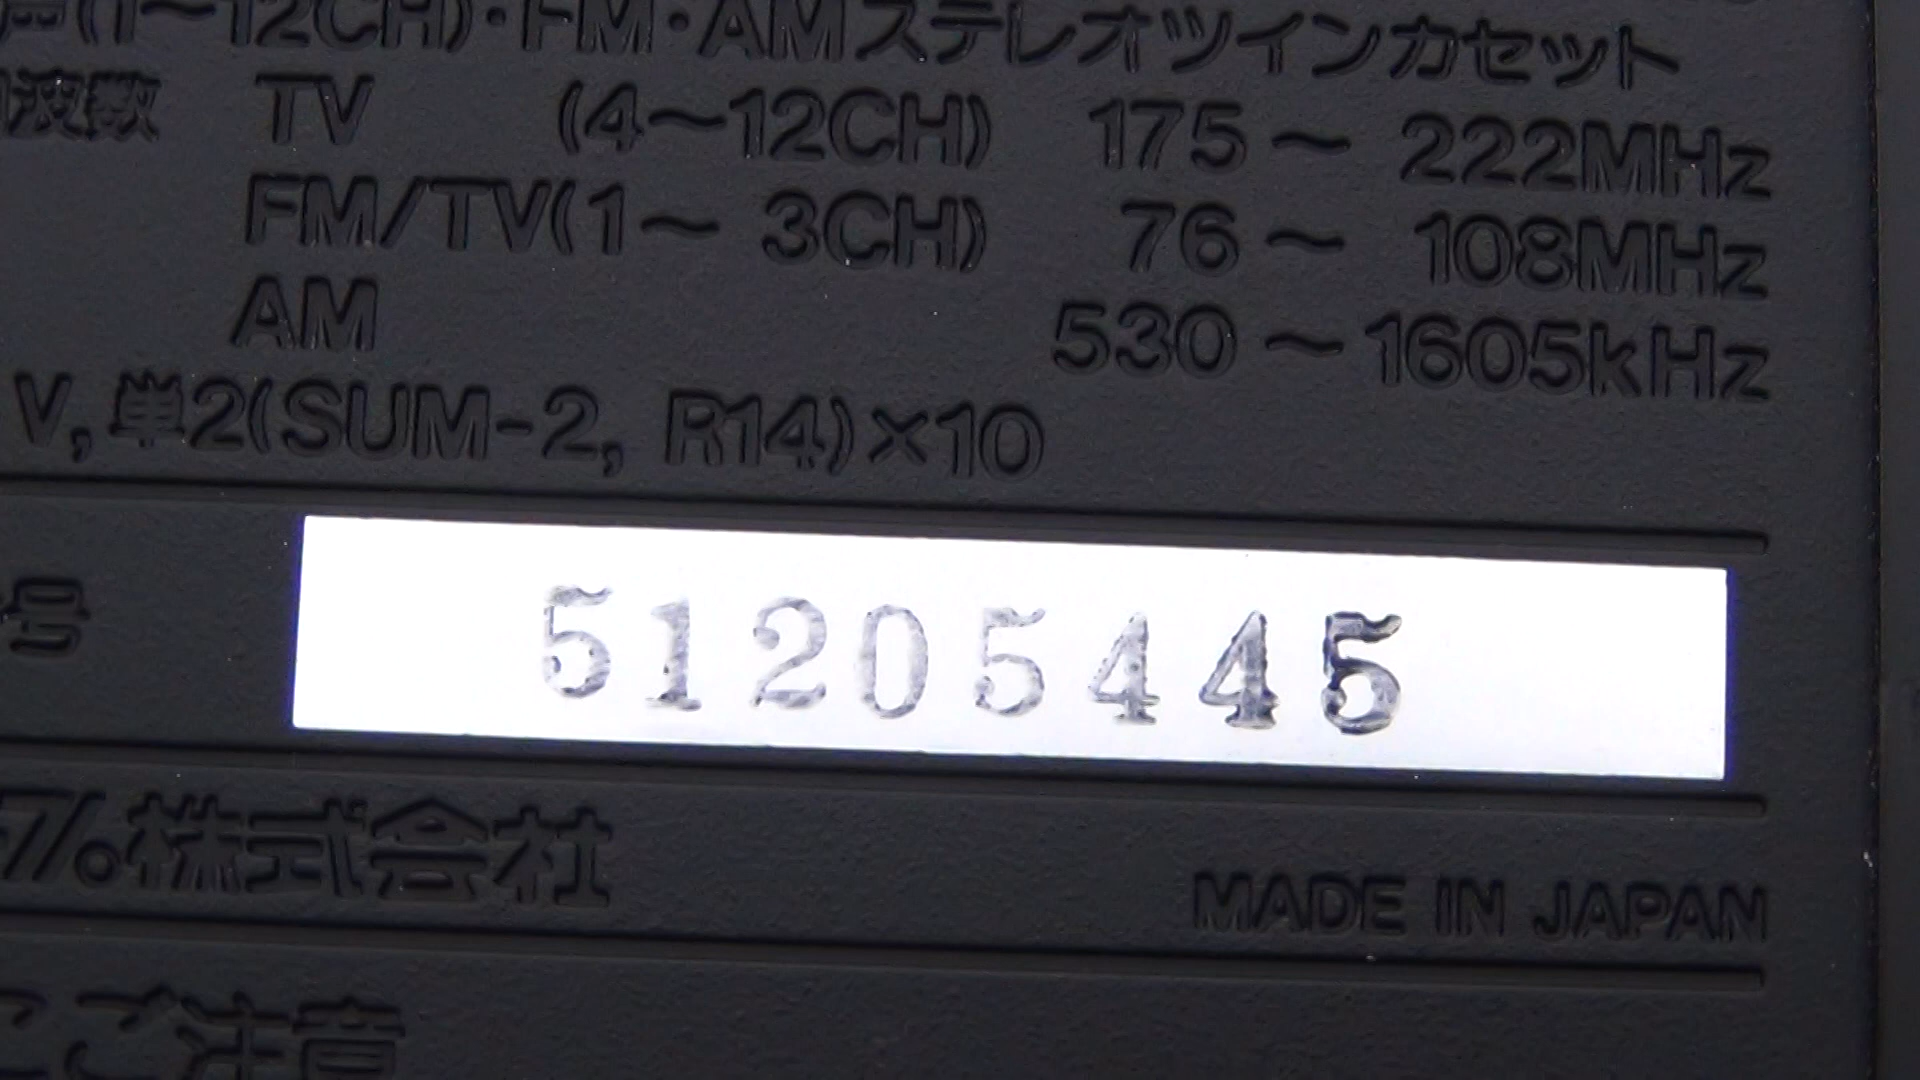 声(1～12CH)・FM・AMステレオツインカセット
波数 TV (4～12CH) 175～222MHz
FM/TV(1～3CH) 76～108MHz
AM 530～1605kHz
V, 単2(SUM-2, R14)×10
号 51205445
株式会社 MADE IN JAPAN
ご注意